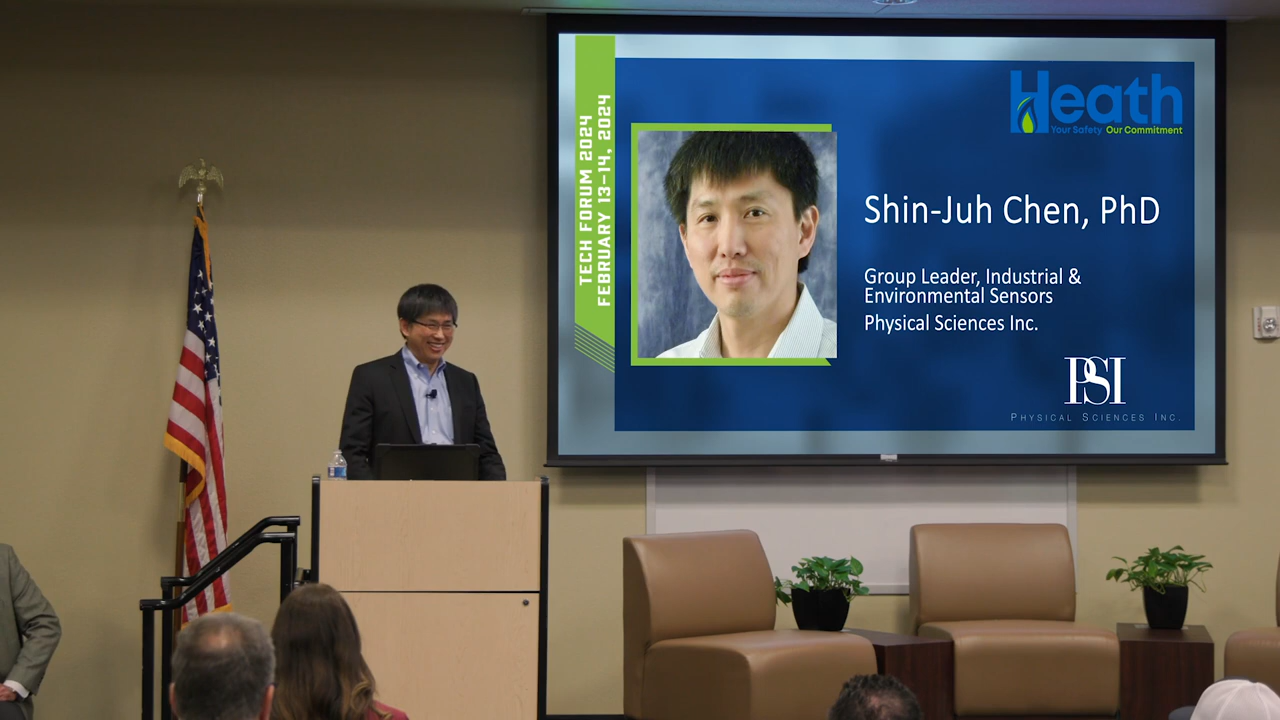 TECH FORUM 2024
FEBRUARY 13-14, 2024
Heath
Your Safety Our Commitment
Shin-Juh Chen, PhD
Group Leader, Industrial &
Environmental Sensors
Physical Sciences Inc.
PSI
PHYSICAL SCIENCES INC.